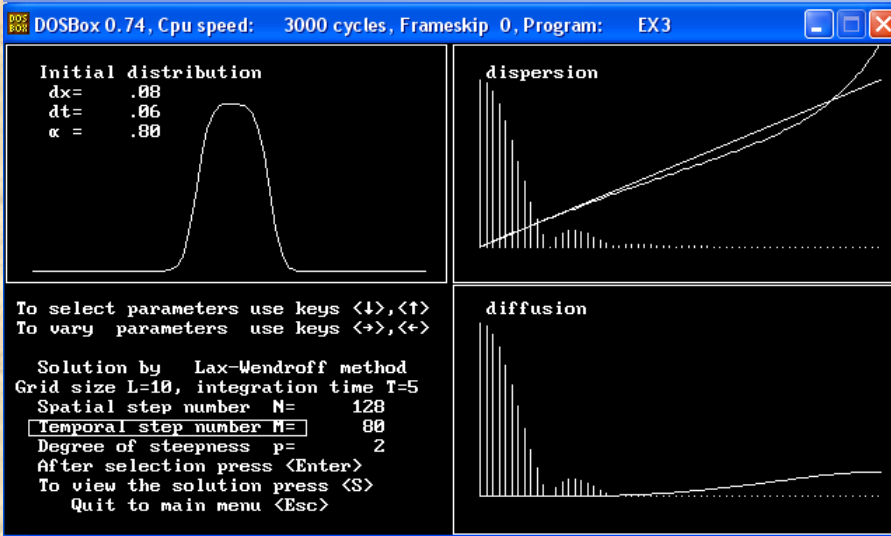 DOSBox 0.74, Cpu speed:    3000 cycles, Frameskip  0, Program:    EX3
Initial distribution
dx=    .08
dt=    .06
α =    .80
dispersion
To select parameters use keys <↓>,<↑>
To vary  parameters  use keys <→>,<←>
Solution by   Lax-Wendroff method
Grid size L=10, integration time T=5
Spatial step number  N=    128
Temporal step number M=    80
Degree of steepness  p=    2
After selection press <Enter>
To view the solution press <S>
Quit to main menu <Esc>
diffusion